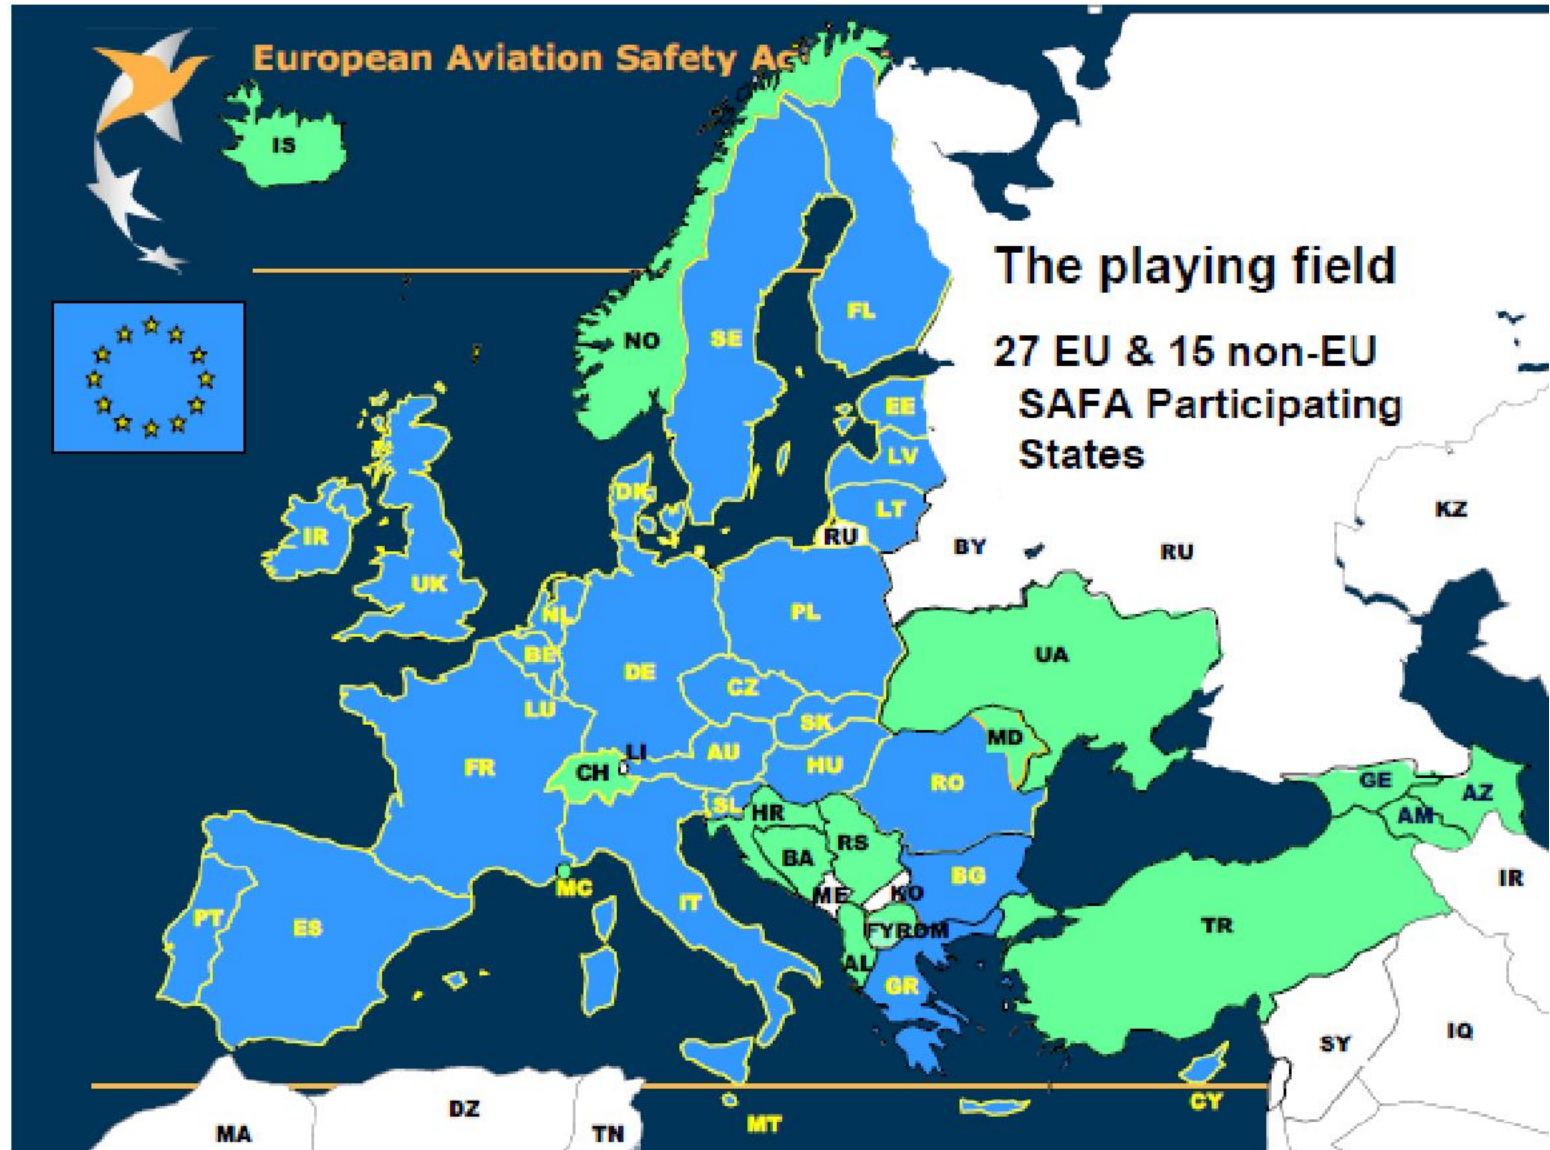 European Aviation Safety
IS
The playing field
27 EU & 15 non-EU
SAFA Participating
States
NO
SE
FL
EE
LV
LT
DK
RU
BY
RU
KZ
IR
UK
NL
PL
BE
DE
CZ
UA
LU
SK
MD
FR
CH
LI
AU
HU
RO
GE
AZ
SL
HR
AM
BA
RS
MC
ME
KO
BG
IR
PT
ES
IT
FYROM
TR
AL
GR
SY
IQ
CY
MA
DZ
TN
MT